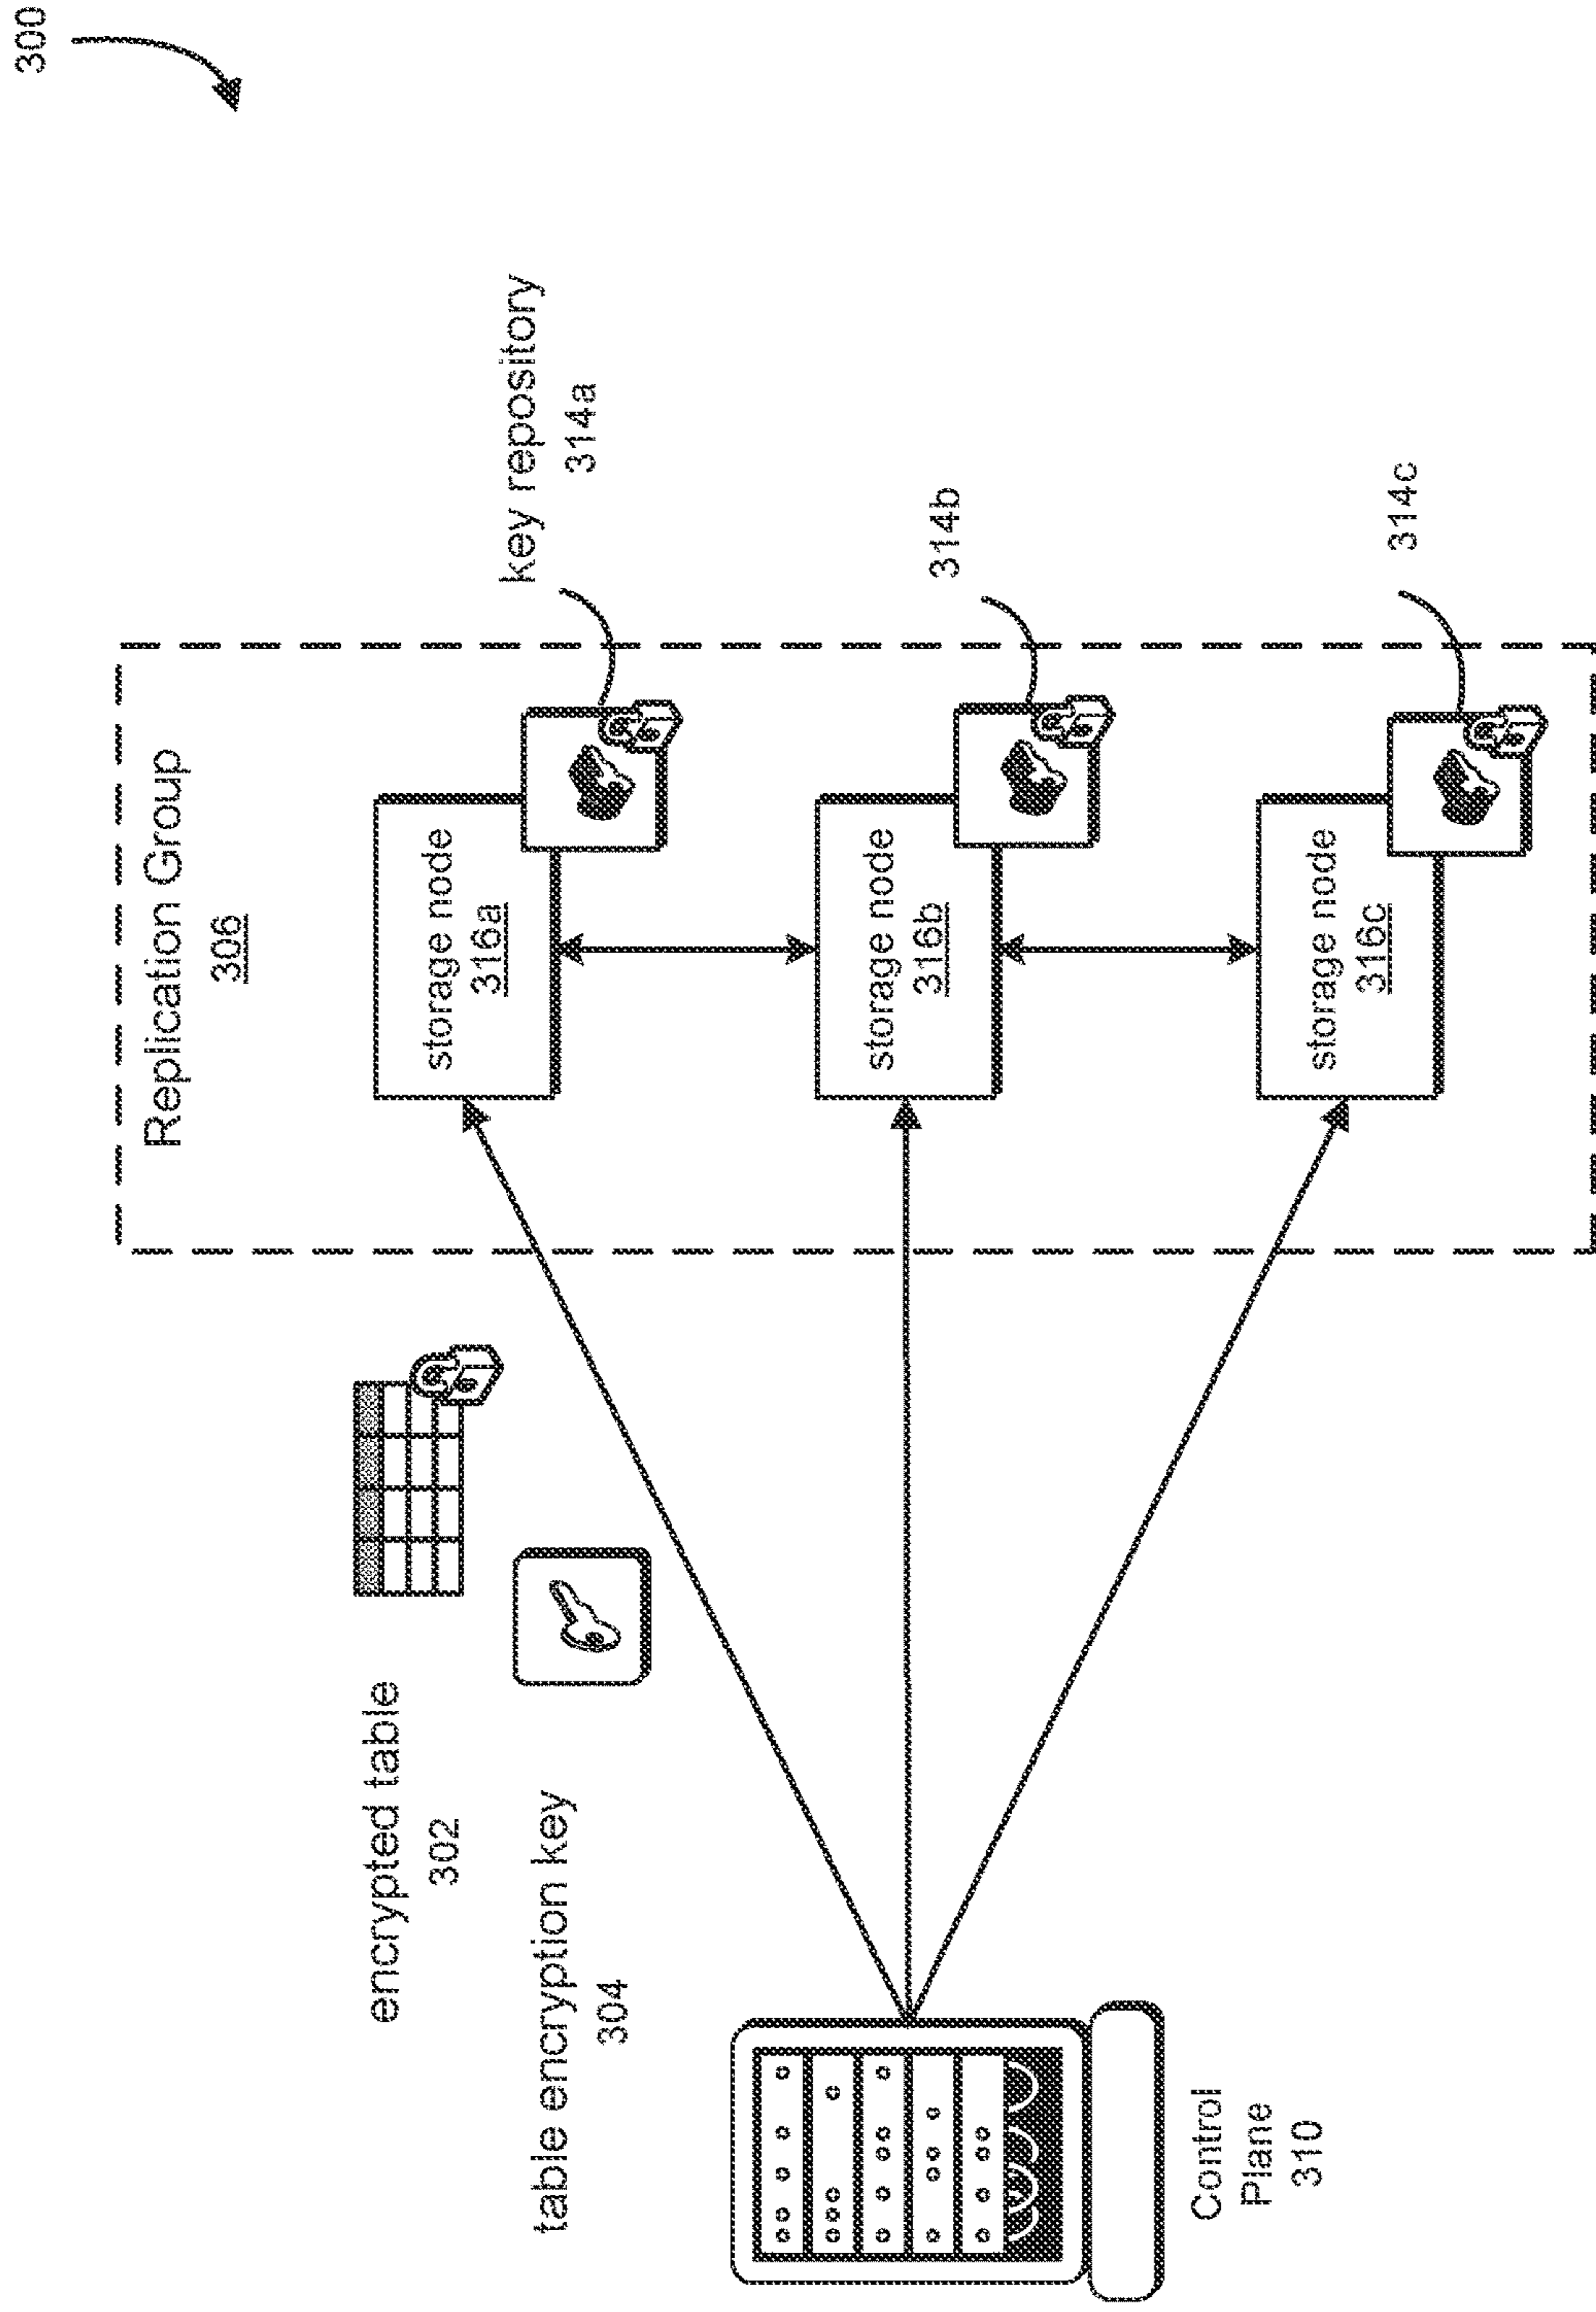 300
Replication Group
306
encrypted table
302
table encryption key
304
storage node
316a
key repository
314a
storage node
316b
314b
storage node
316c
314c
Control
Plane
310